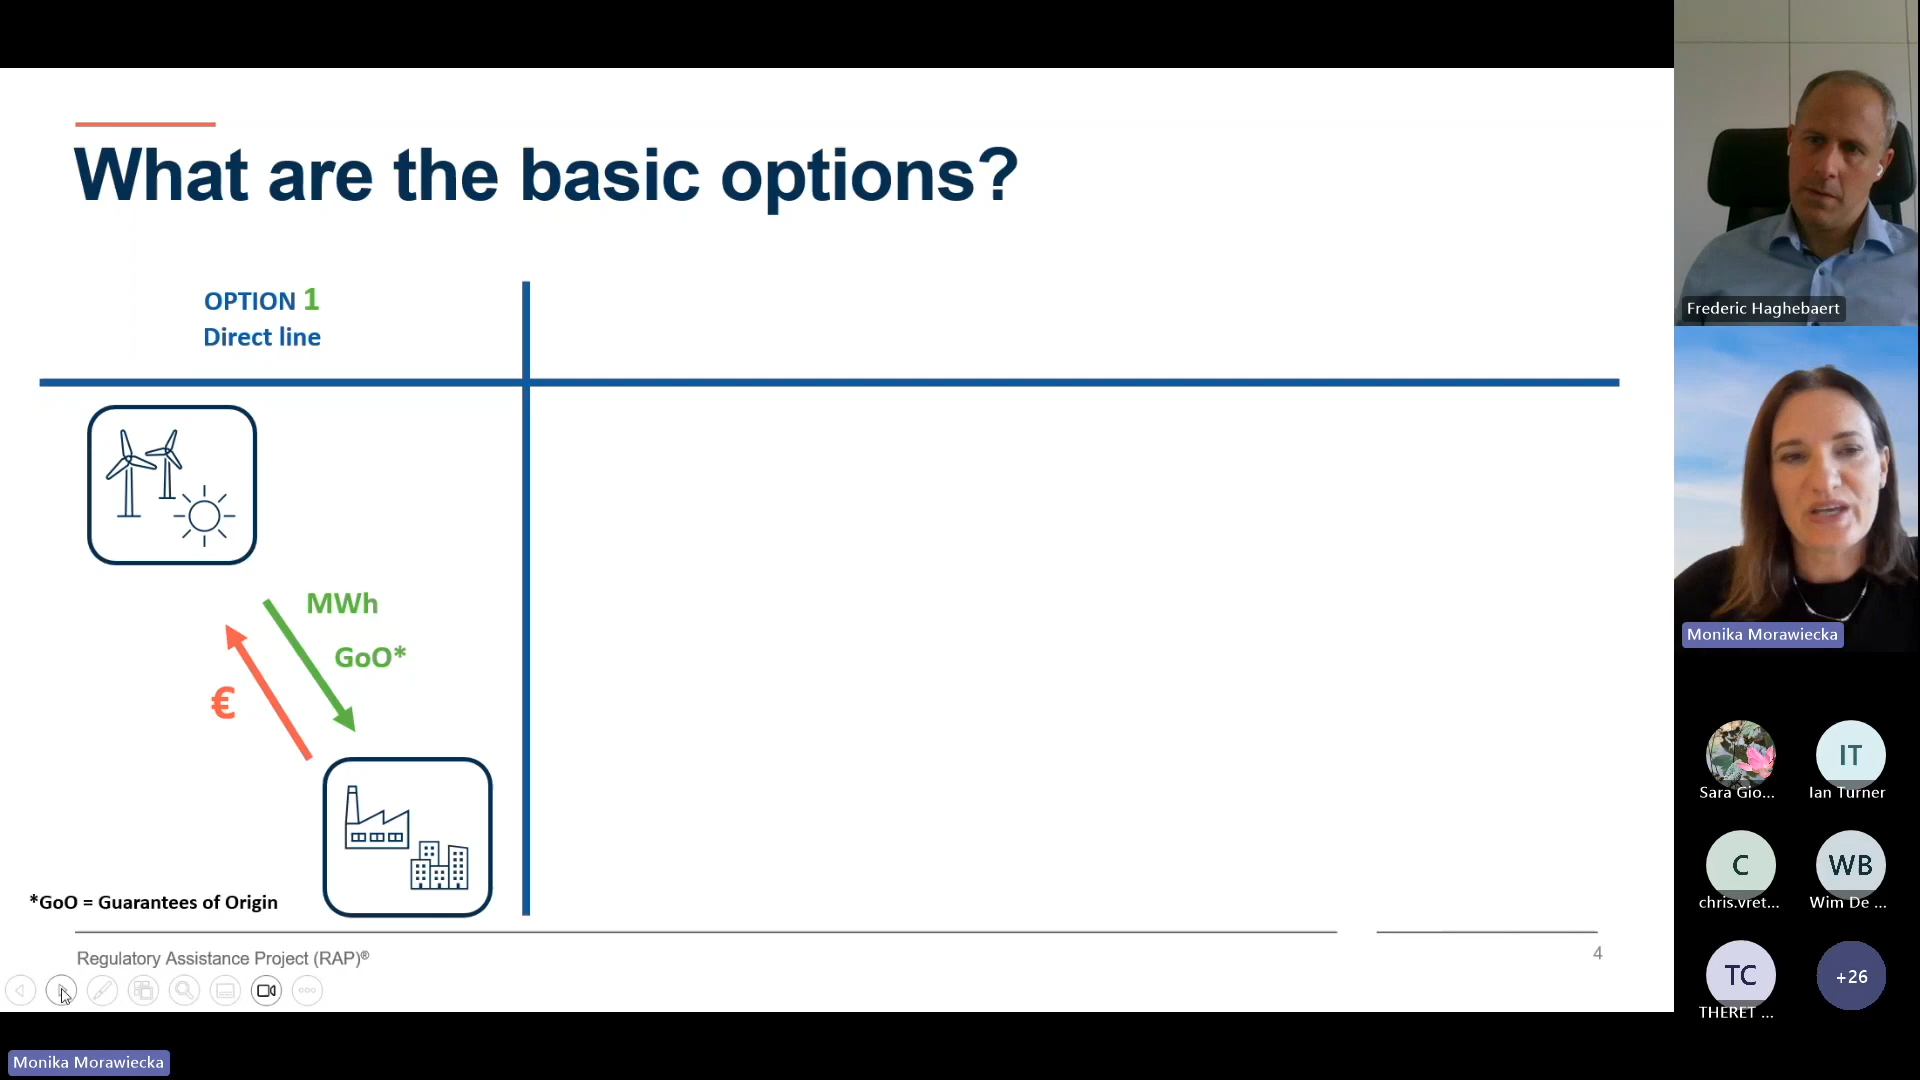 What are the basic options?
OPTION 1
Direct line
MWh
GoO*
€
*GoO = Guarantees of Origin
Regulatory Assistance Project (RAP)®
4
Monika Morawiecka
Frederic Haghebaert
Monika Morawiecka
IT
Sara Gio...
Ian Turner
C
WB
chris.vret...
Wim De ...
TC
+26
THERET ...